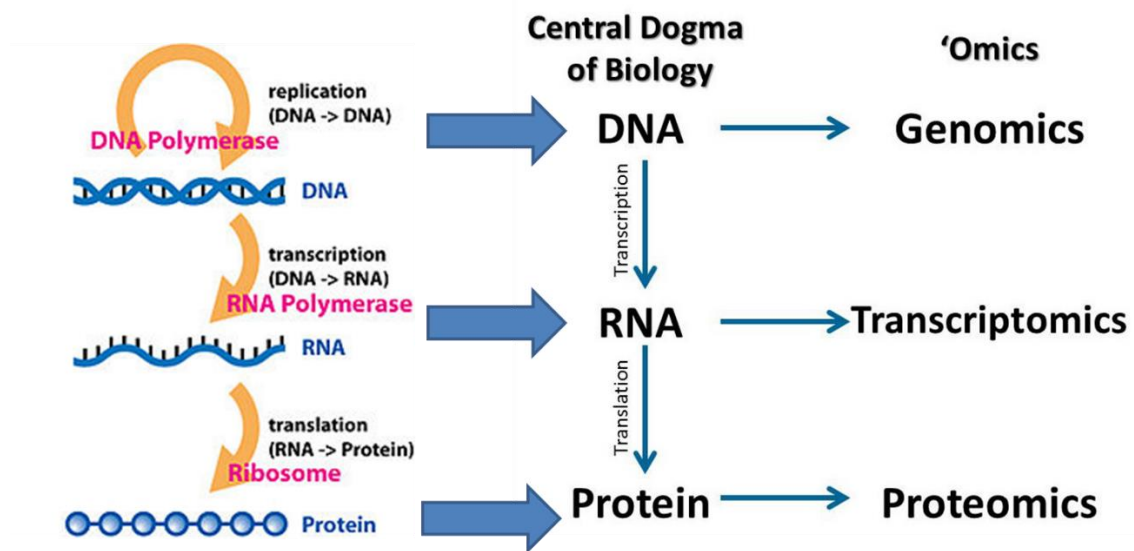 Central Dogma
of Biology
‘Omics
replication
(DNA -> DNA)
DNA Polymerase
DNA
DNA
Genomics
Transcription
transcription
(DNA -> RNA)
RNA Polymerase
RNA
RNA
Transcriptomics
Translation
translation
(RNA -> Protein)
Ribosome
Protein
Protein
Proteomics